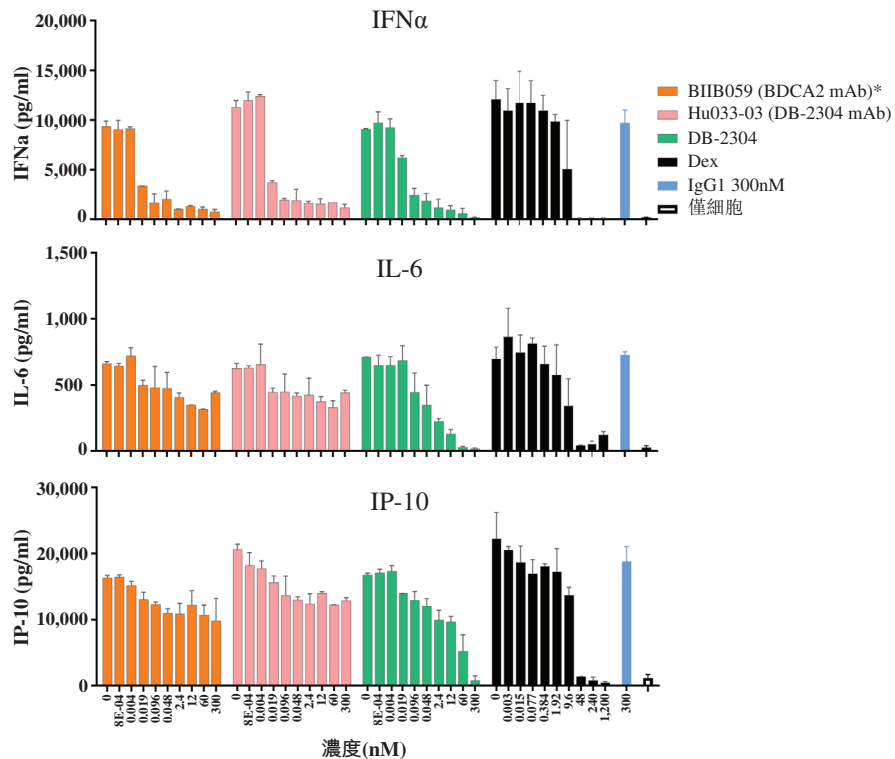 IFNα
20,000
15,000
10,000
5,000
0
IFNa (pg/ml)
BIIB059 (BDCA2 mAb)*
Hu033-03 (DB-2304 mAb)
DB-2304
Dex
IgG1 300nM
僅細胞
IL-6
1,500
1,000
500
0
IL-6 (pg/ml)
IP-10
30,000
20,000
10,000
0
IP-10 (pg/ml)
0 8E-04 0.004 0.019 0.096 0.048 2.4 12 60 300 0 8E-04 0.004 0.019 0.096 0.048 2.4 12 60 300 0 8E-04 0.004 0.019 0.096 0.048 2.4 12 60 300 0 0.003 0.015 0.077 0.384 1.92 9.6 48 240 1,200 300
濃度(nM)